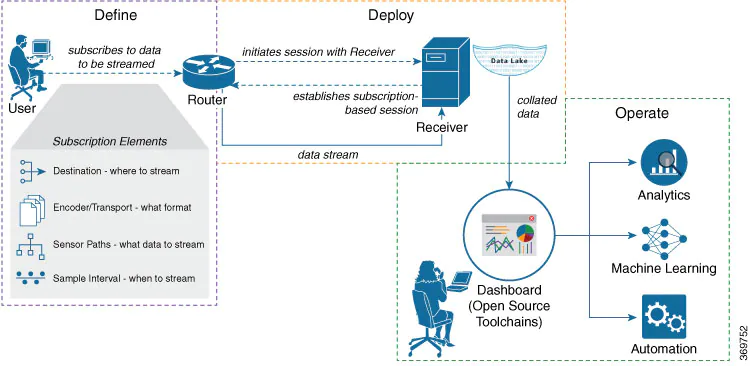 Define
Deploy
subscribes to data
to be streamed
User
Router
initiates session with Receiver
establishes subscription-
based session
Receiver
Data Lake
data stream
collated
data
Subscription Elements
Destination - where to stream
Encoder/Transport - what format
Sensor Paths - what data to stream
Sample Interval - when to stream
Operate
Dashboard
(Open Source
Toolchains)
Analytics
Machine Learning
Automation
369752